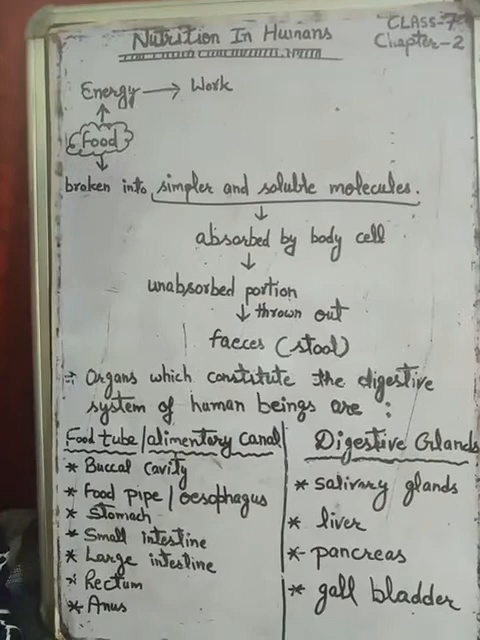 Nutrition In Humans
CLASS-7
Chapter-2
Energy → Work
↑
Food
↓
broken into simpler and soluble molecules.
↓
absorbed by body cell
↓
unabsorbed portion
↓ thrown out
faeces (stool)
⇒ Organs which constitute the digestive
system of human beings are :
Food tube/alimentary canal
* Buccal cavity
* Food pipe/oesophagus
* Stomach
* Small intestine
* Large intestine
* Rectum
* Anus
Digestive Glands
* salivary glands
* liver
* pancreas
* gall bladder